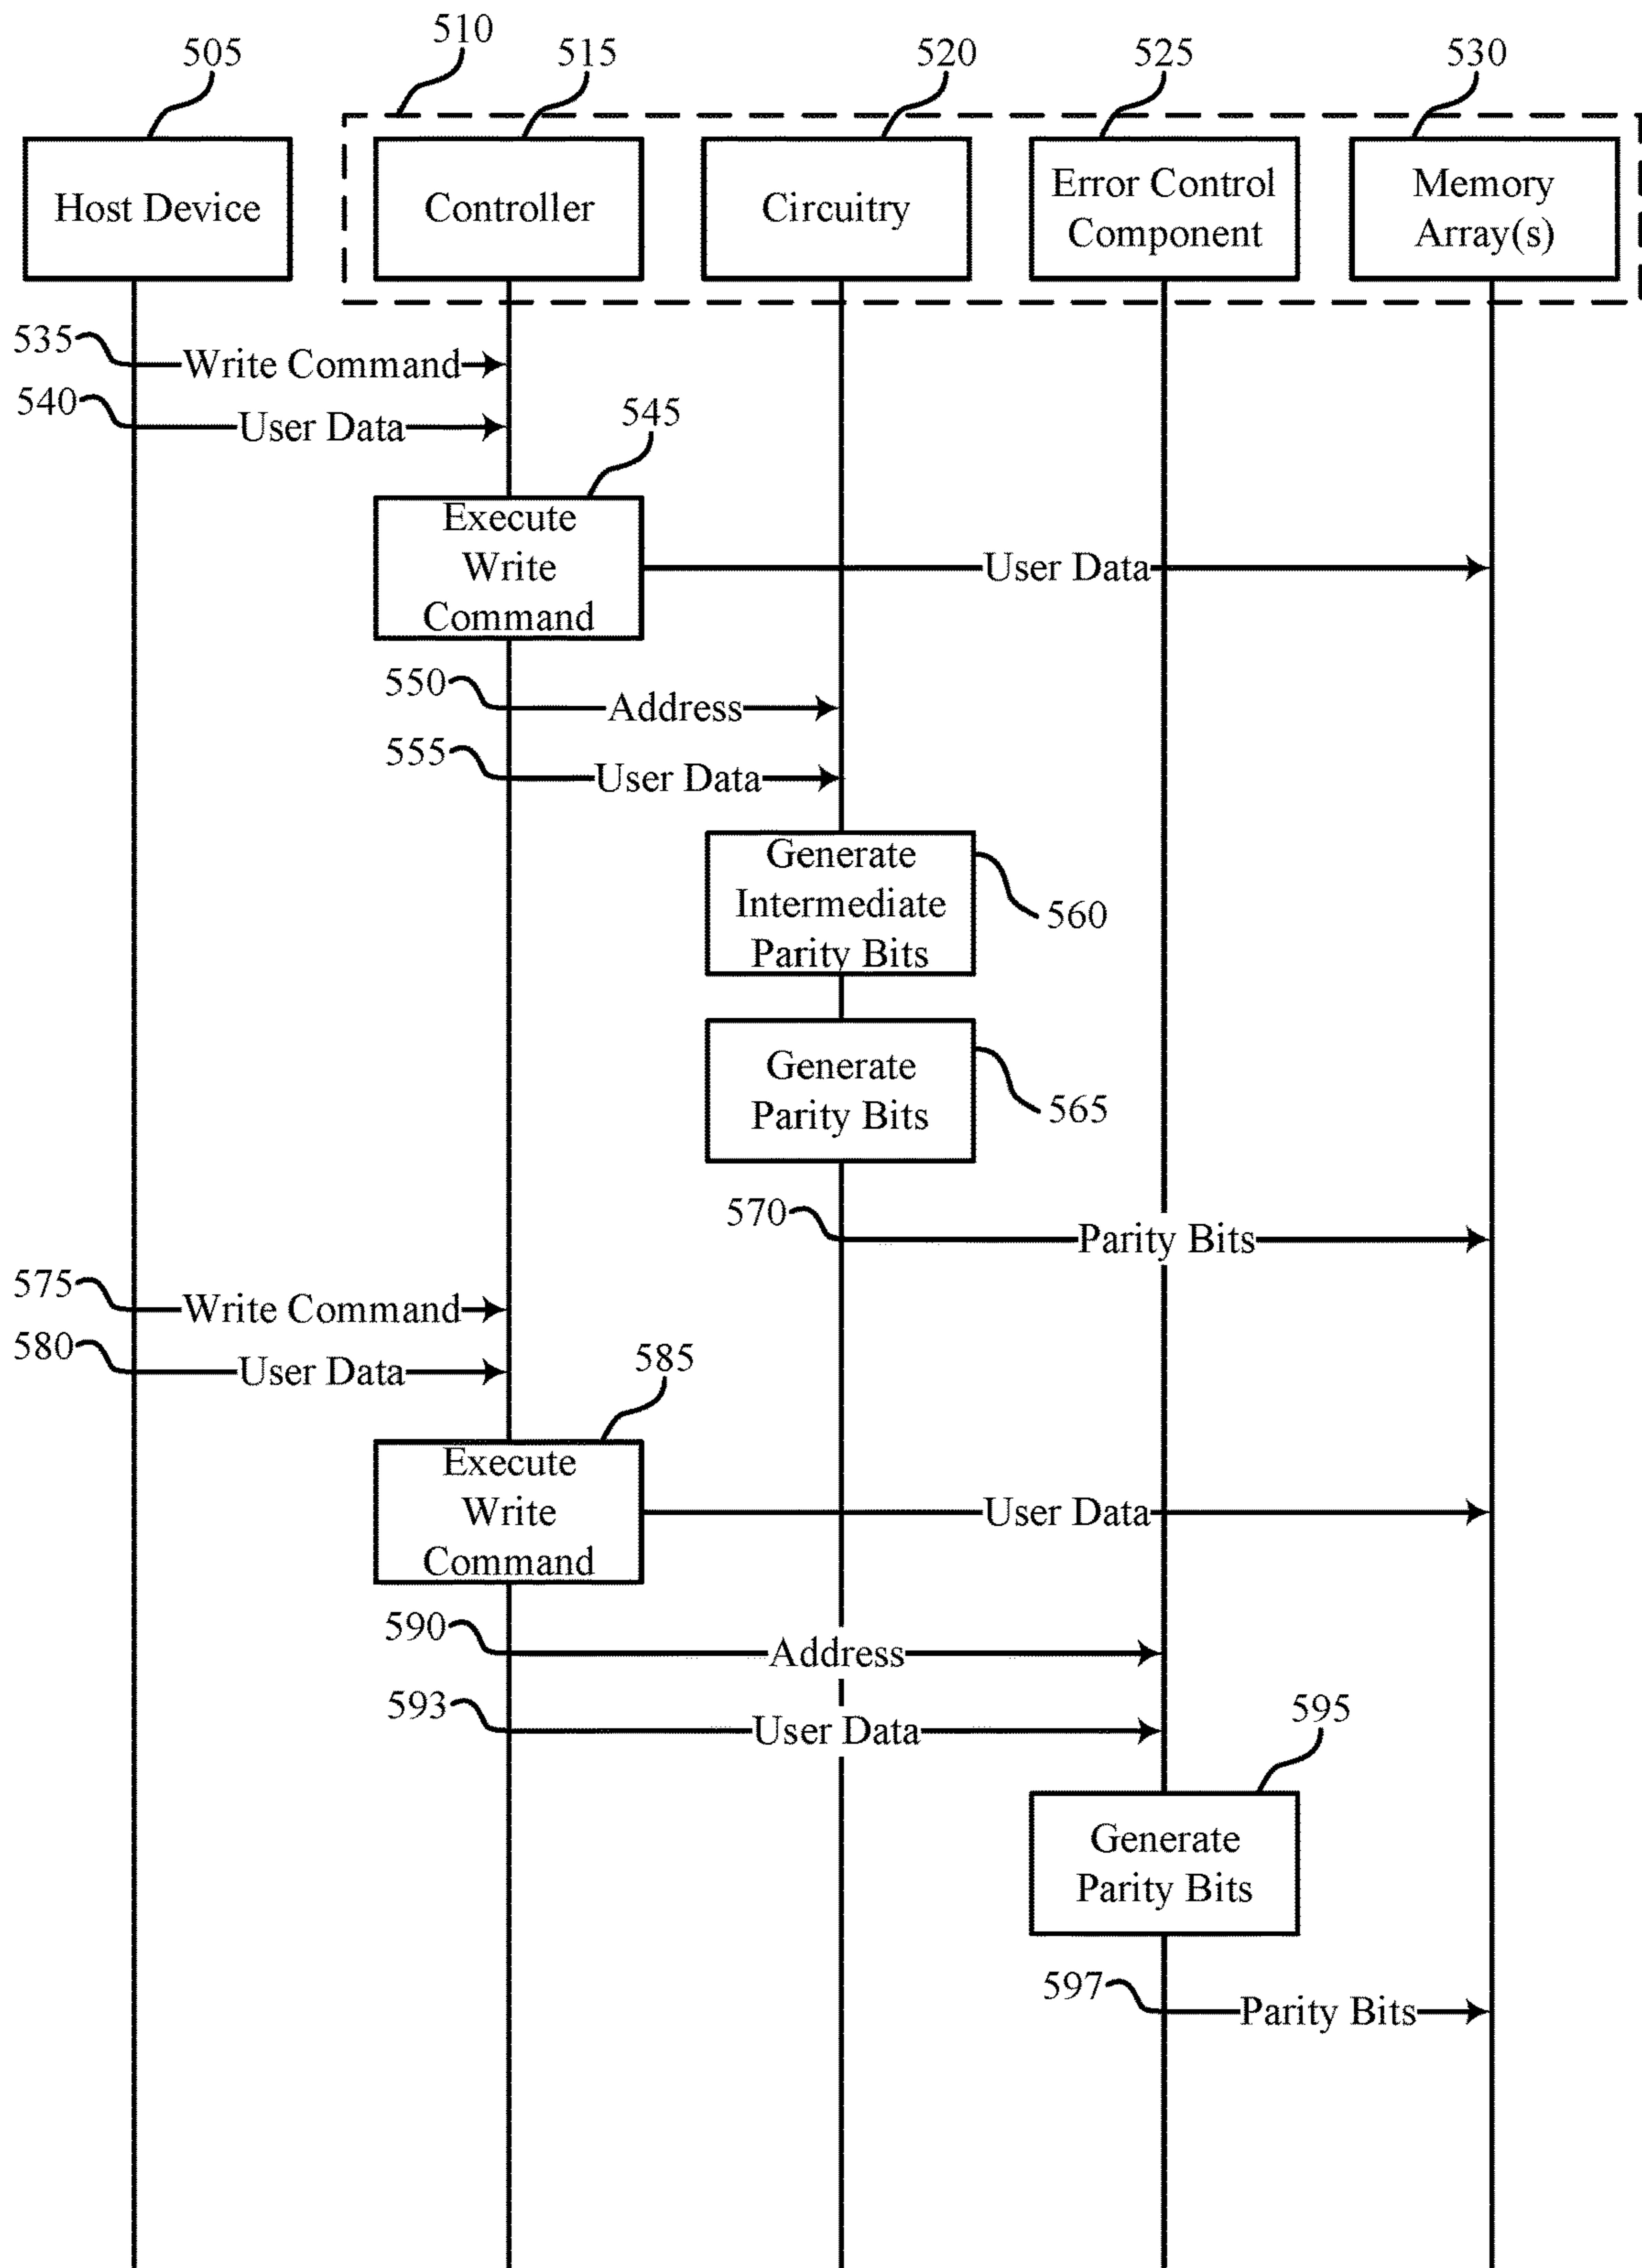 510
505
515
520
525
530
Host Device
Controller
Circuitry
Error Control
Component
Memory
Array(s)
535
Write Command
540
User Data
545
Execute
Write
Command
User Data
550
Address
555
User Data
Generate
Intermediate
Parity Bits
560
Generate
Parity Bits
565
570
Parity Bits
575
Write Command
580
User Data
585
Execute
Write
Command
User Data
590
Address
593
User Data
595
Generate
Parity Bits
597
Parity Bits